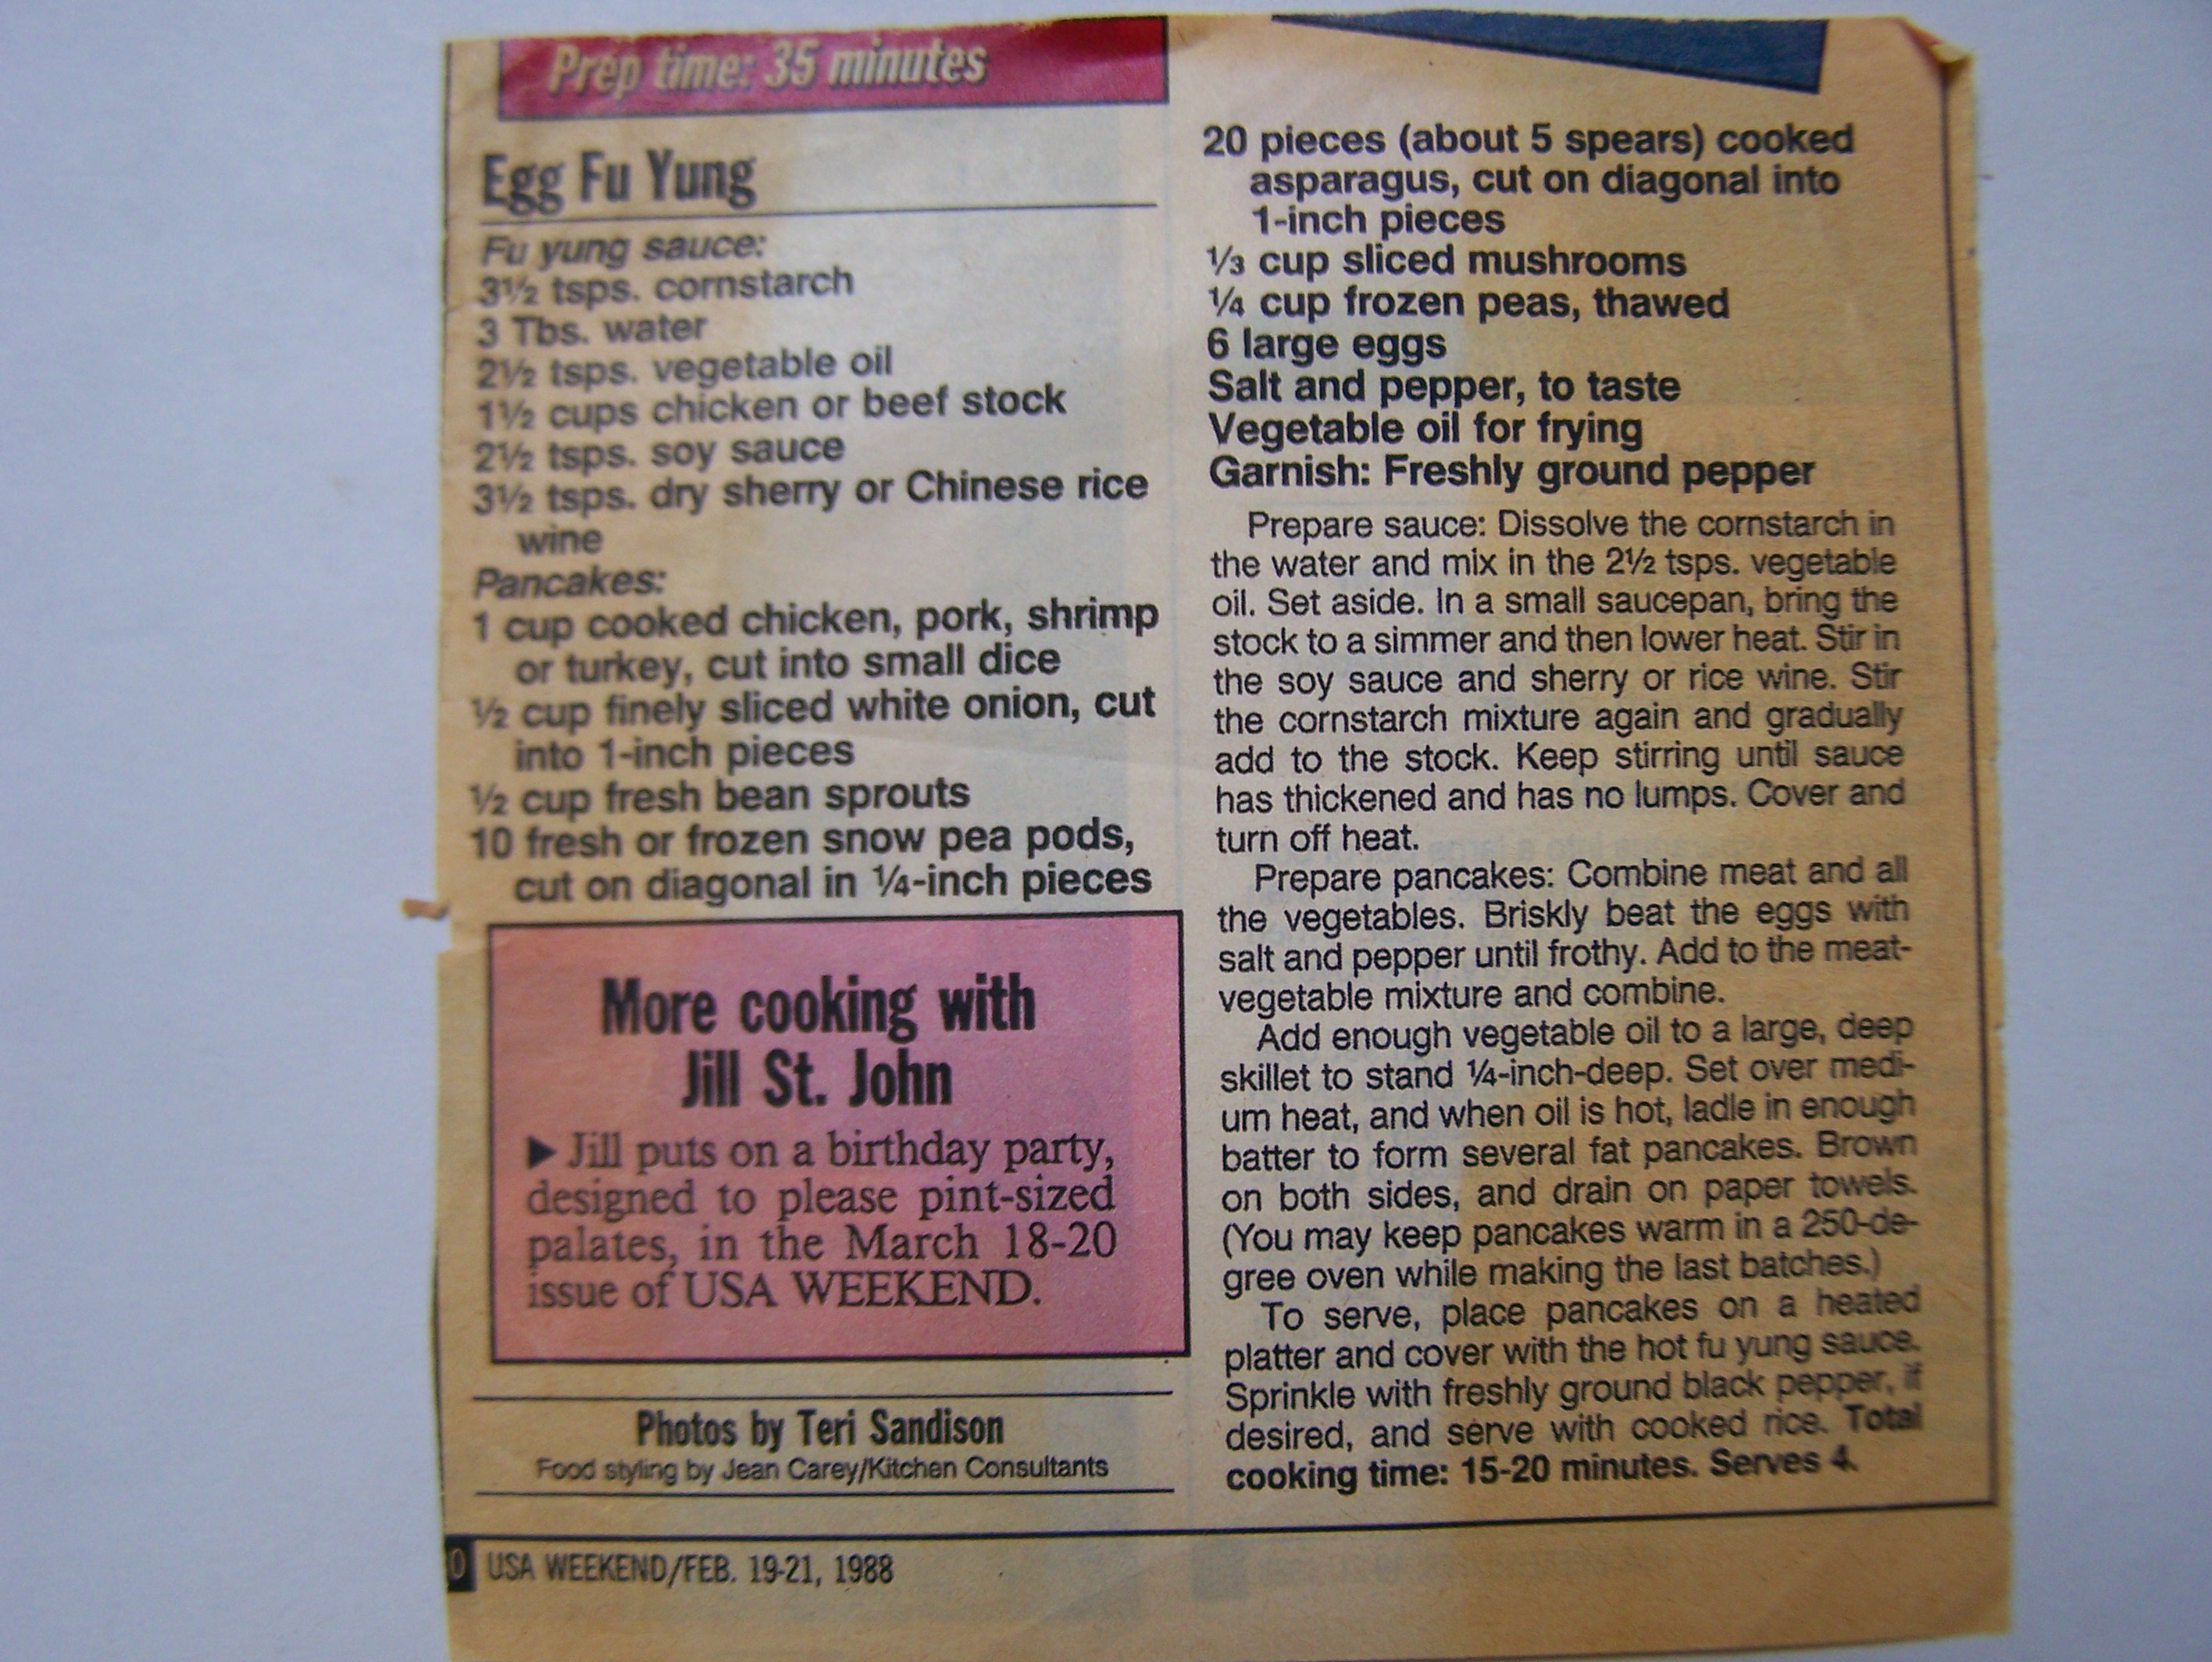 Prep time: 35 minutes
Egg Fu Yung
Fu yung sauce:
3½ tsps. cornstarch
3 Tbs. water
2½ tsps. vegetable oil
1½ cups chicken or beef stock
2½ tsps. soy sauce
3½ tsps. dry sherry or Chinese rice
wine
Pancakes:
1 cup cooked chicken, pork, shrimp
or turkey, cut into small dice
½ cup finely sliced white onion, cut
into 1-inch pieces
½ cup fresh bean sprouts
10 fresh or frozen snow pea pods,
cut on diagonal in ¼-inch pieces
20 pieces (about 5 spears) cooked
asparagus, cut on diagonal into
1-inch pieces
⅓ cup sliced mushrooms
¼ cup frozen peas, thawed
6 large eggs
Salt and pepper, to taste
Vegetable oil for frying
Garnish: Freshly ground pepper
Prepare sauce: Dissolve the cornstarch in
the water and mix in the 2½ tsps. vegetable
oil. Set aside. In a small saucepan, bring the
stock to a simmer and then lower heat. Stir in
the soy sauce and sherry or rice wine. Stir
the cornstarch mixture again and gradually
add to the stock. Keep stirring until sauce
has thickened and has no lumps. Cover and
turn off heat.
Prepare pancakes: Combine meat and all
the vegetables. Briskly beat the eggs with
salt and pepper until frothy. Add to the meat-
vegetable mixture and combine.
Add enough vegetable oil to a large, deep
skillet to stand ¼-inch-deep. Set over medi-
um heat, and when oil is hot, ladle in enough
batter to form several fat pancakes. Brown
on both sides, and drain on paper towels.
(You may keep pancakes warm in a 250-de-
gree oven while making the last batches.)
To serve, place pancakes on a heated
platter and cover with the hot fu yung sauce.
Sprinkle with freshly ground black pepper, if
desired, and serve with cooked rice. Total
cooking time: 15-20 minutes. Serves 4.
More cooking with
Jill St. John
▶ Jill puts on a birthday party,
designed to please pint-sized
palates, in the March 18-20
issue of USA WEEKEND.
Photos by Teri Sandison
Food styling by Jean Carey/Kitchen Consultants
0 USA WEEKEND/FEB. 19-21, 1988